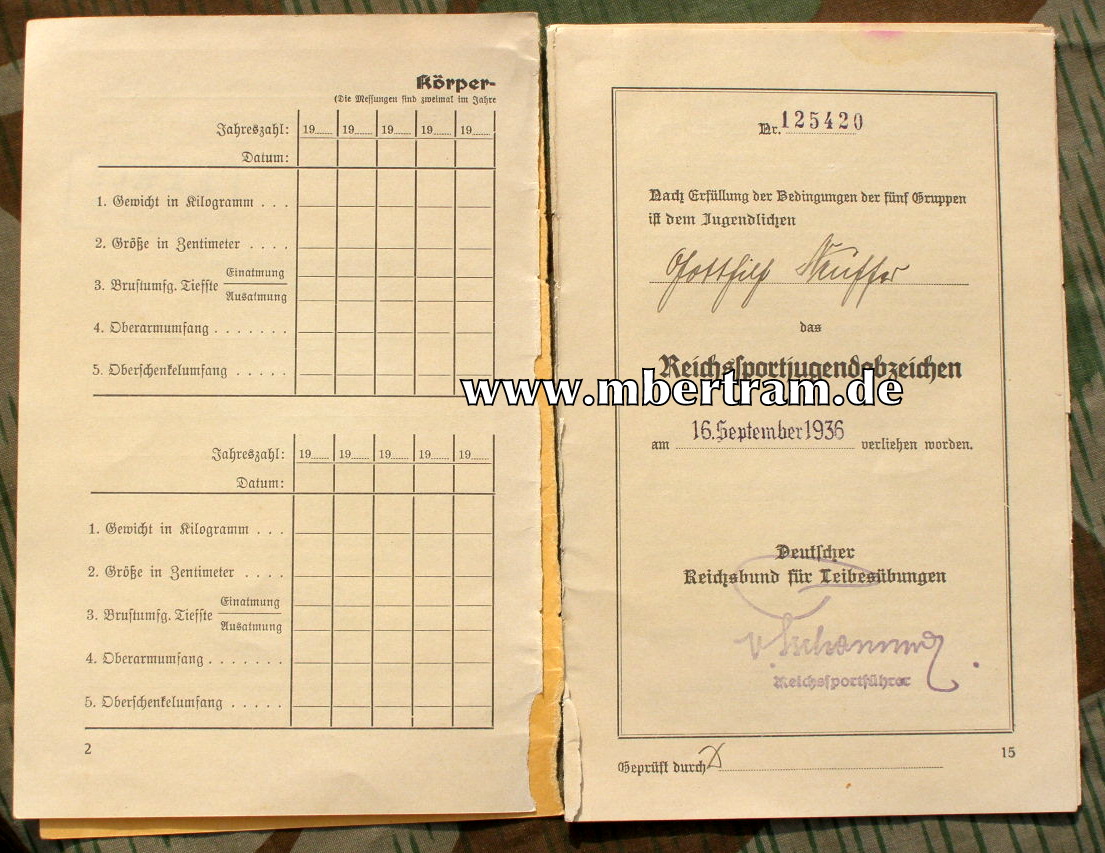 Körper-
(Die Messungen sind zweimal im Jahre
Jahreszahl: 19...... 19...... 19...... 19...... 19......
Datum:
1. Gewicht in Kilogramm . . .
2. Größe in Zentimeter . . . .
3. Brustumfg. Tiefste Einatmung
Ausatmung
4. Oberarmumfang . . . . . . .
5. Oberschenkelumfang . . . . .
Jahreszahl: 19...... 19...... 19...... 19...... 19......
Datum:
1. Gewicht in Kilogramm . . .
2. Größe in Zentimeter . . . .
3. Brustumfg. Tiefste Einatmung
Ausatmung
4. Oberarmumfang . . . . . . .
5. Oberschenkelumfang . . . . .
2
Nr. 125420
Nach Erfüllung der Bedingungen der fünf Gruppen
ist dem Jugendlichen
Gotthilf Neuffer
das
Reichssportjugendabzeichen
www.mbertram.de
am 16. September 1936 verliehen worden.
Deutscher
Reichsbund für Leibesübungen
v. Tschammer
Reichssportführer
15
Geprüft durch